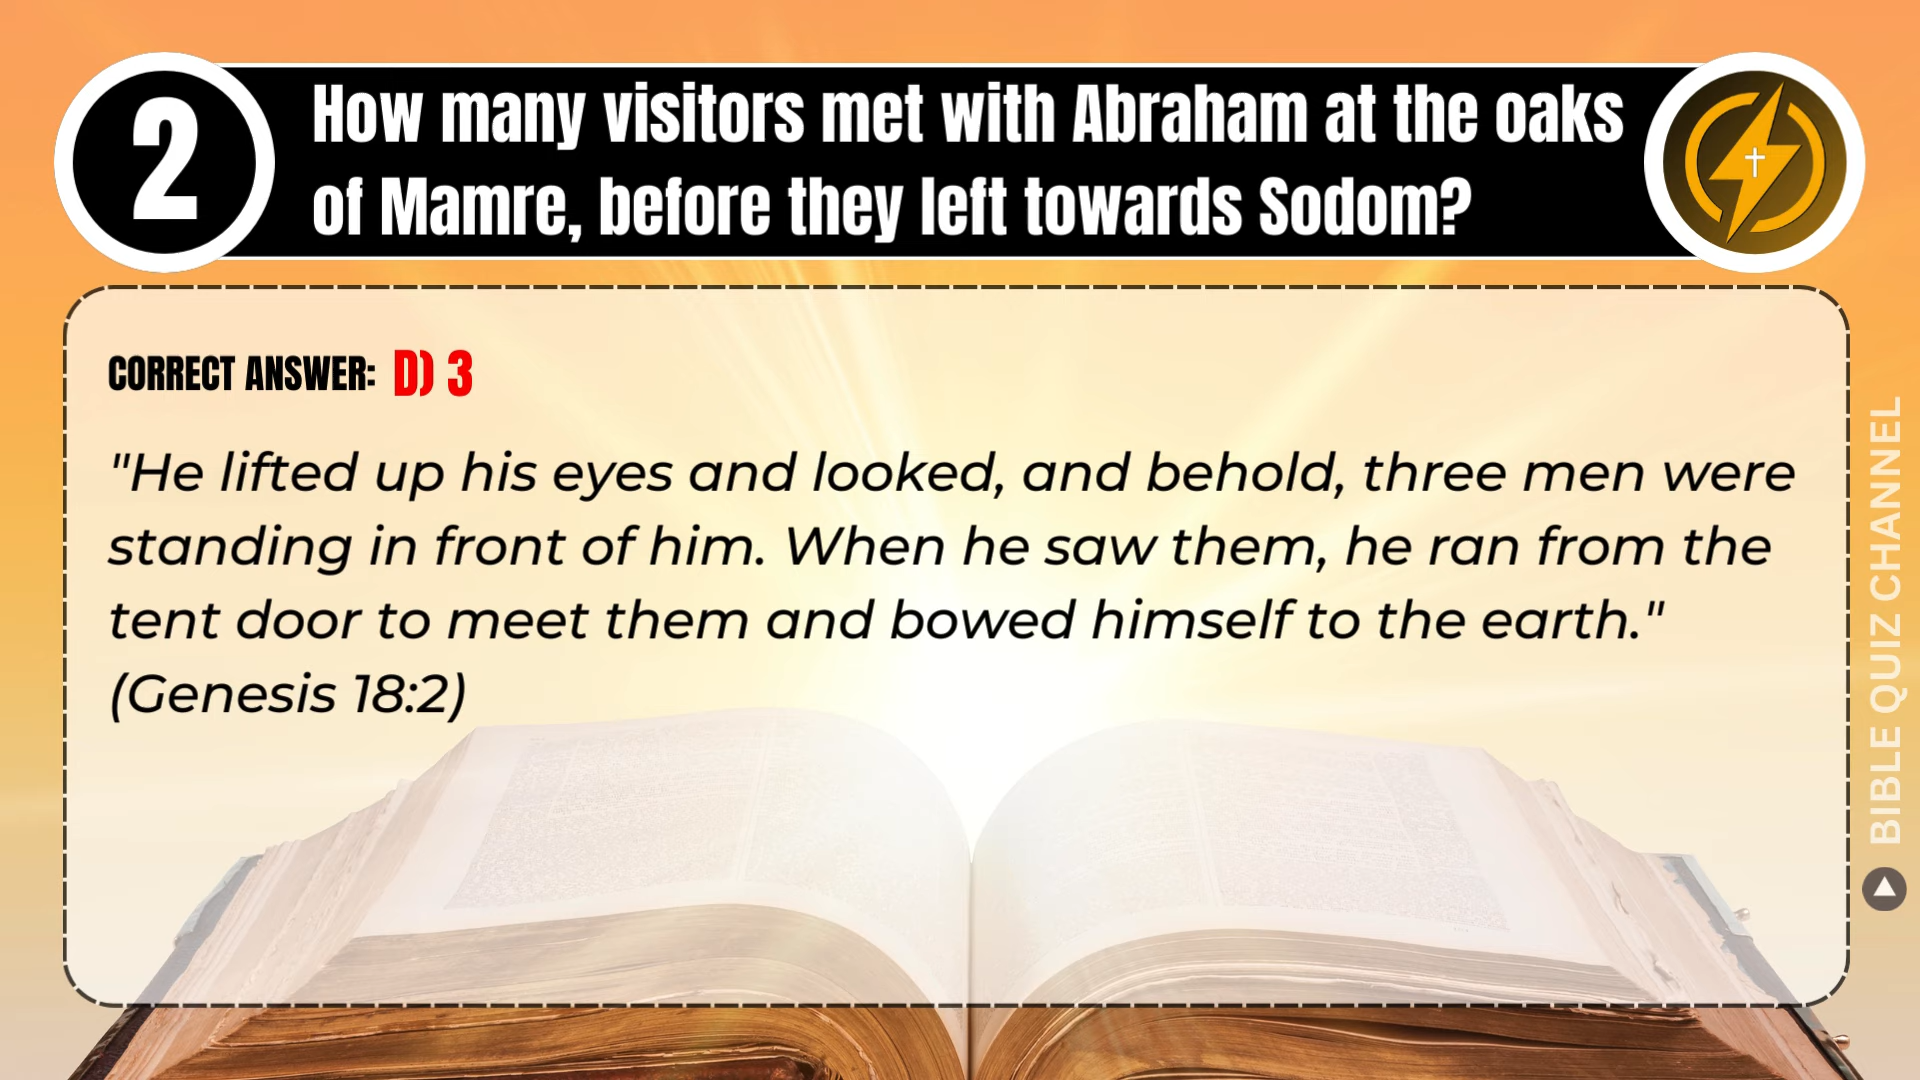 2
How many visitors met with Abraham at the oaks
of Mamre, before they left towards Sodom?
CORRECT ANSWER: D) 3
"He lifted up his eyes and looked, and behold, three men were
standing in front of him. When he saw them, he ran from the
tent door to meet them and bowed himself to the earth."
(Genesis 18:2)
BIBLE QUIZ CHANNEL